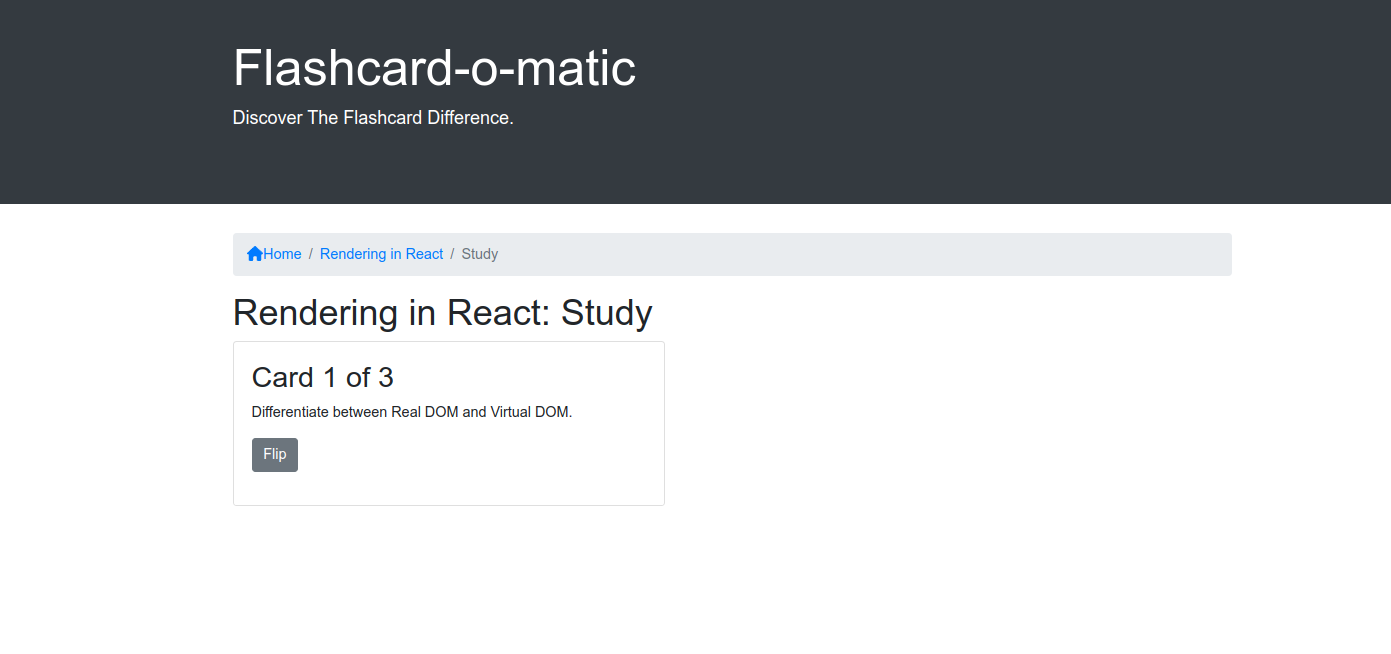 Flashcard-o-matic
Discover The Flashcard Difference.
Home / Rendering in React / Study
Rendering in React: Study
Card 1 of 3
Differentiate between Real DOM and Virtual DOM.
Flip